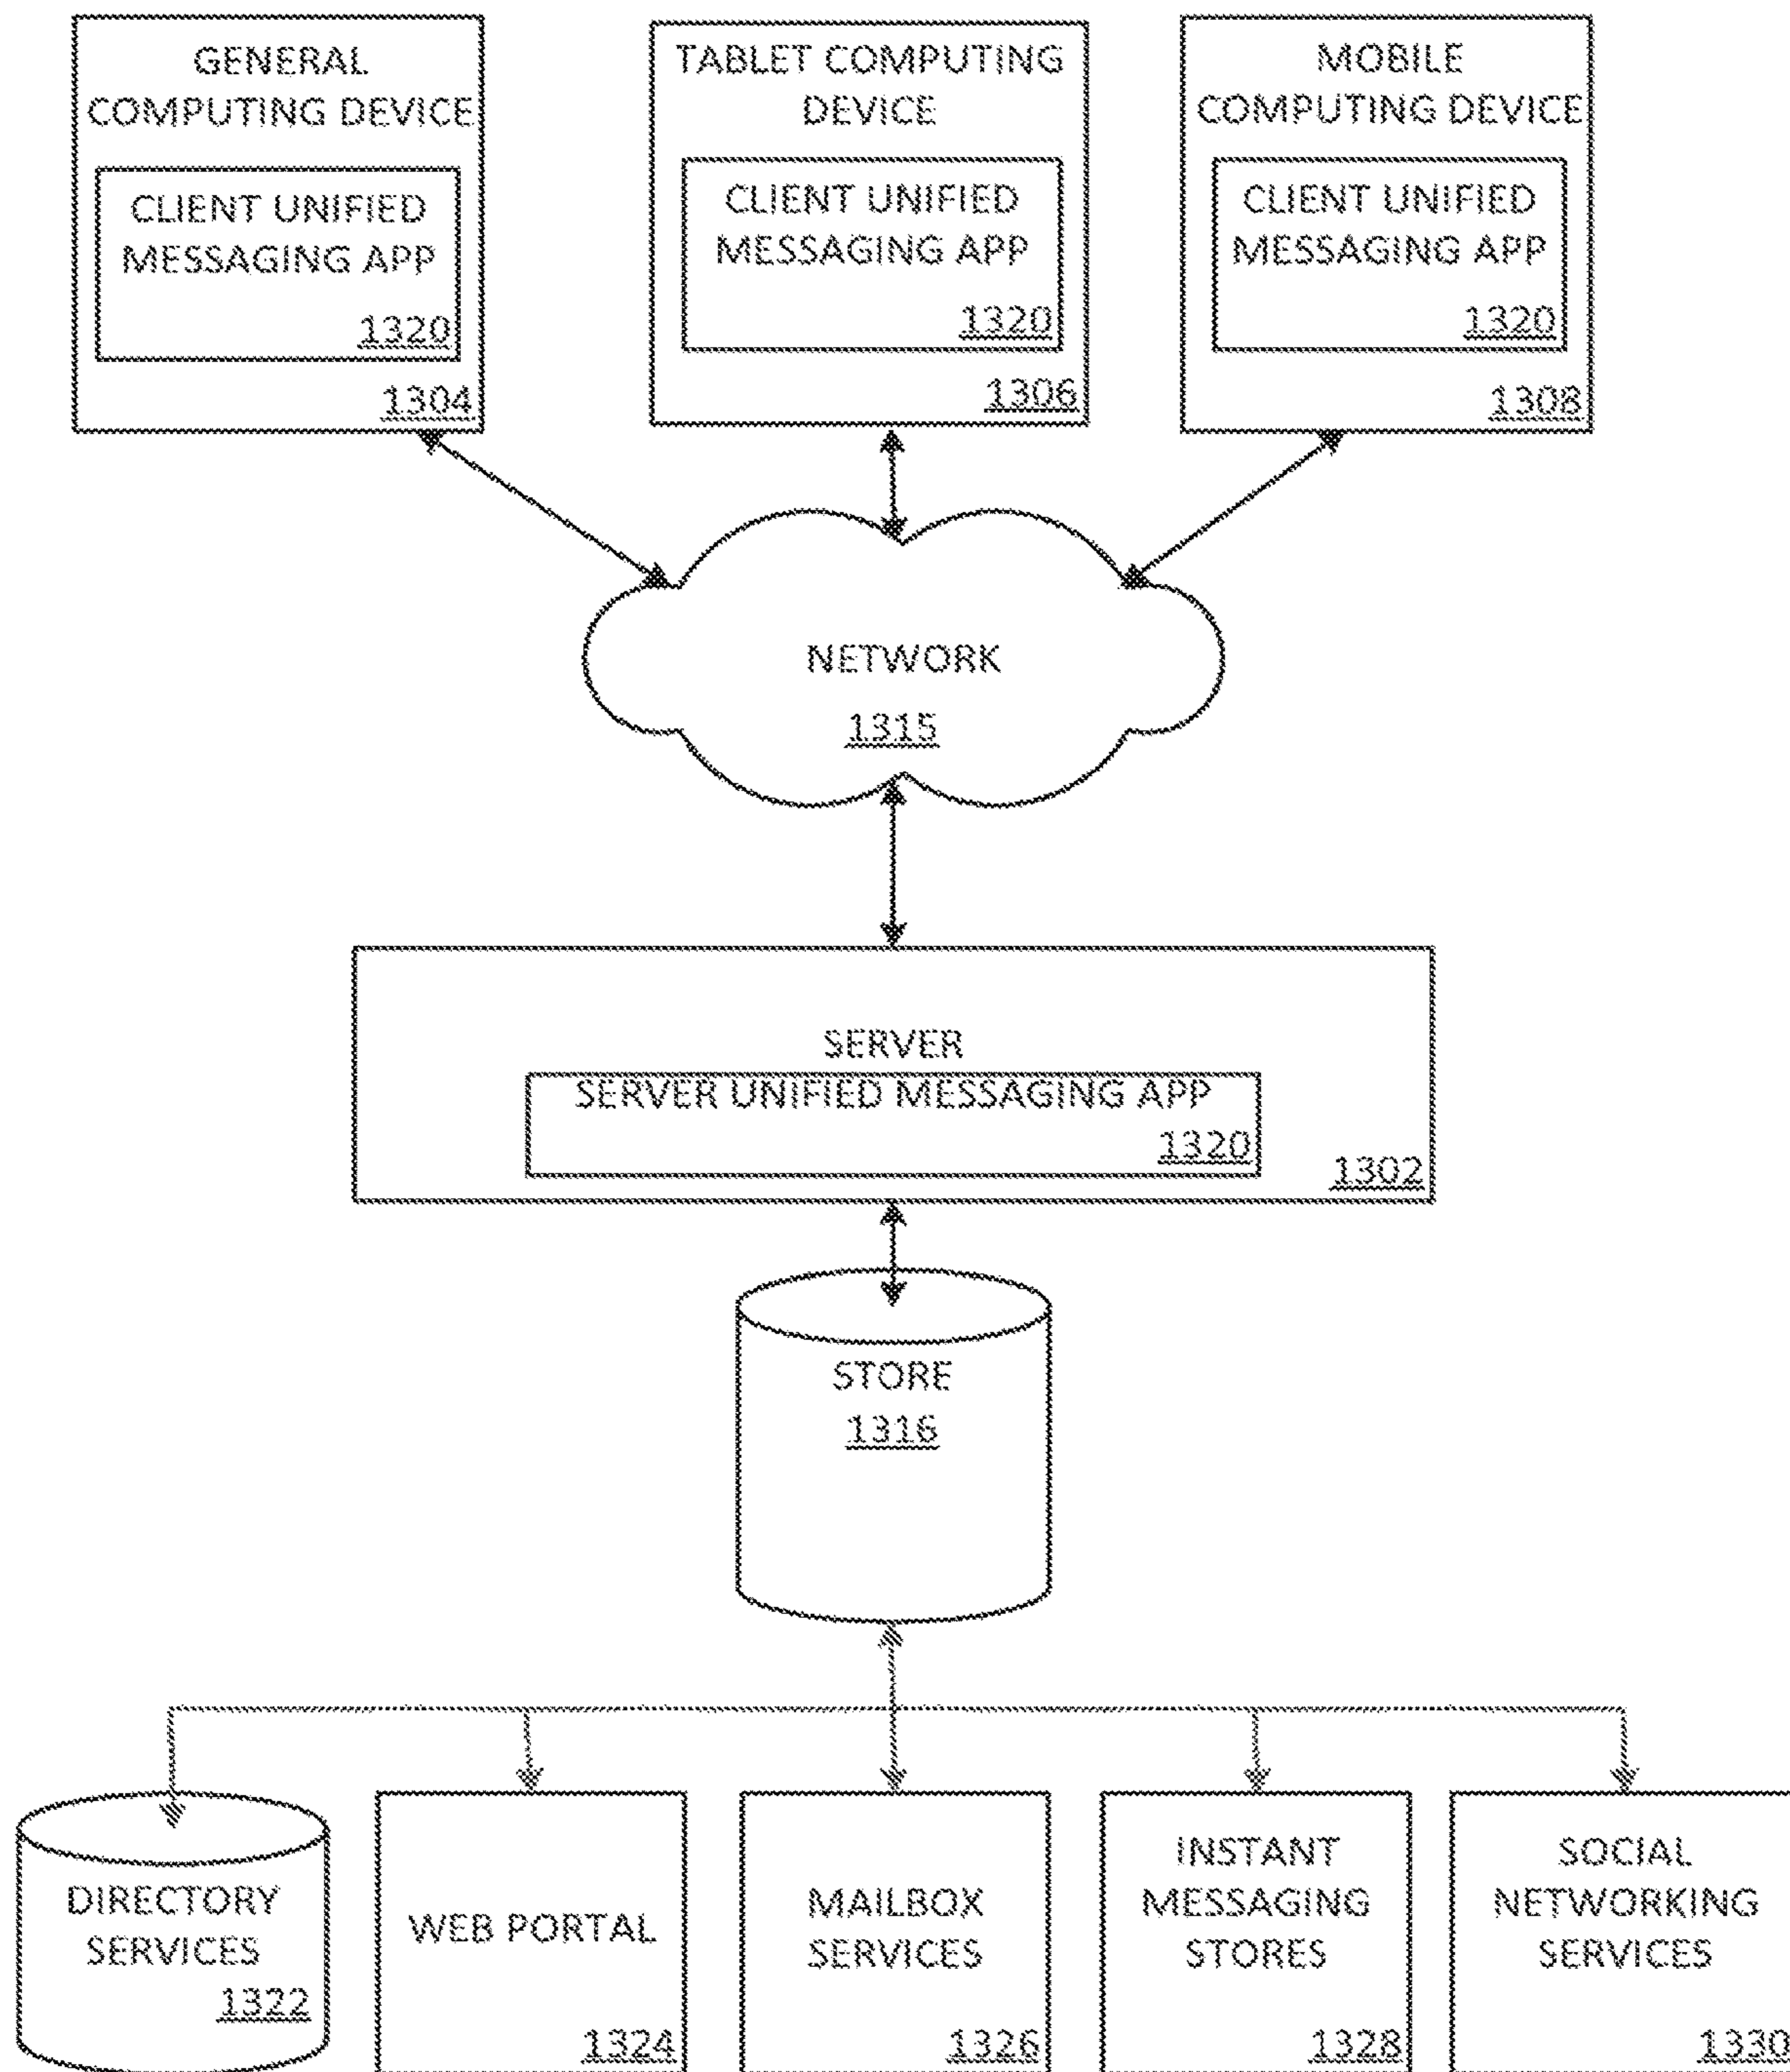 GENERAL
COMPUTING DEVICE
CLIENT UNIFIED
MESSAGING APP
1320
1304
TABLET COMPUTING
DEVICE
CLIENT UNIFIED
MESSAGING APP
1320
1306
MOBILE
COMPUTING DEVICE
CLIENT UNIFIED
MESSAGING APP
1320
1308
NETWORK
1315
SERVER
SERVER UNIFIED MESSAGING APP
1320
1302
STORE
1316
DIRECTORY
SERVICES
1322
WEB PORTAL
1324
MAILBOX
SERVICES
1326
INSTANT
MESSAGING
STORES
1328
SOCIAL
NETWORKING
SERVICES
1330